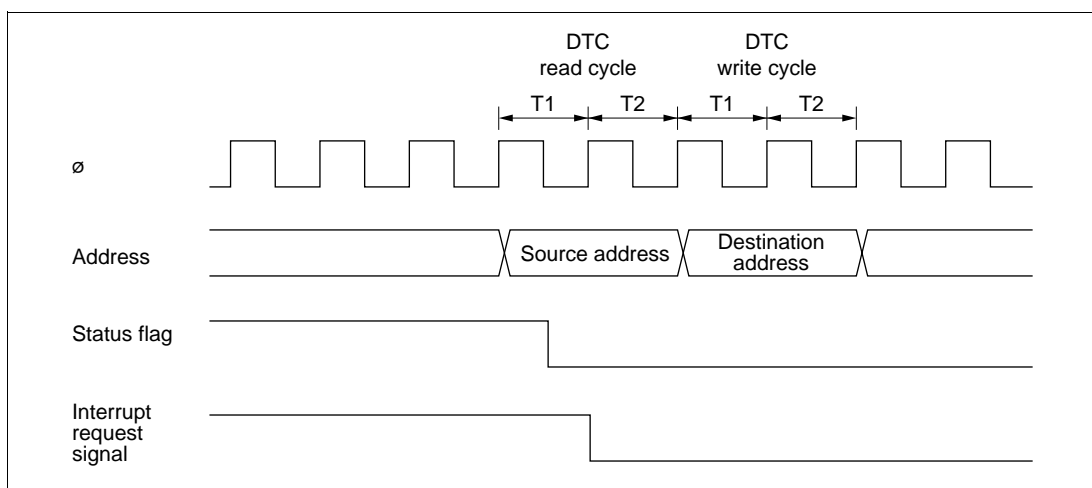 DTC
read cycle
DTC
write cycle
T1
T2
T1
T2
ø
Address
Source address
Destination
address
Status flag
Interrupt
request
signal